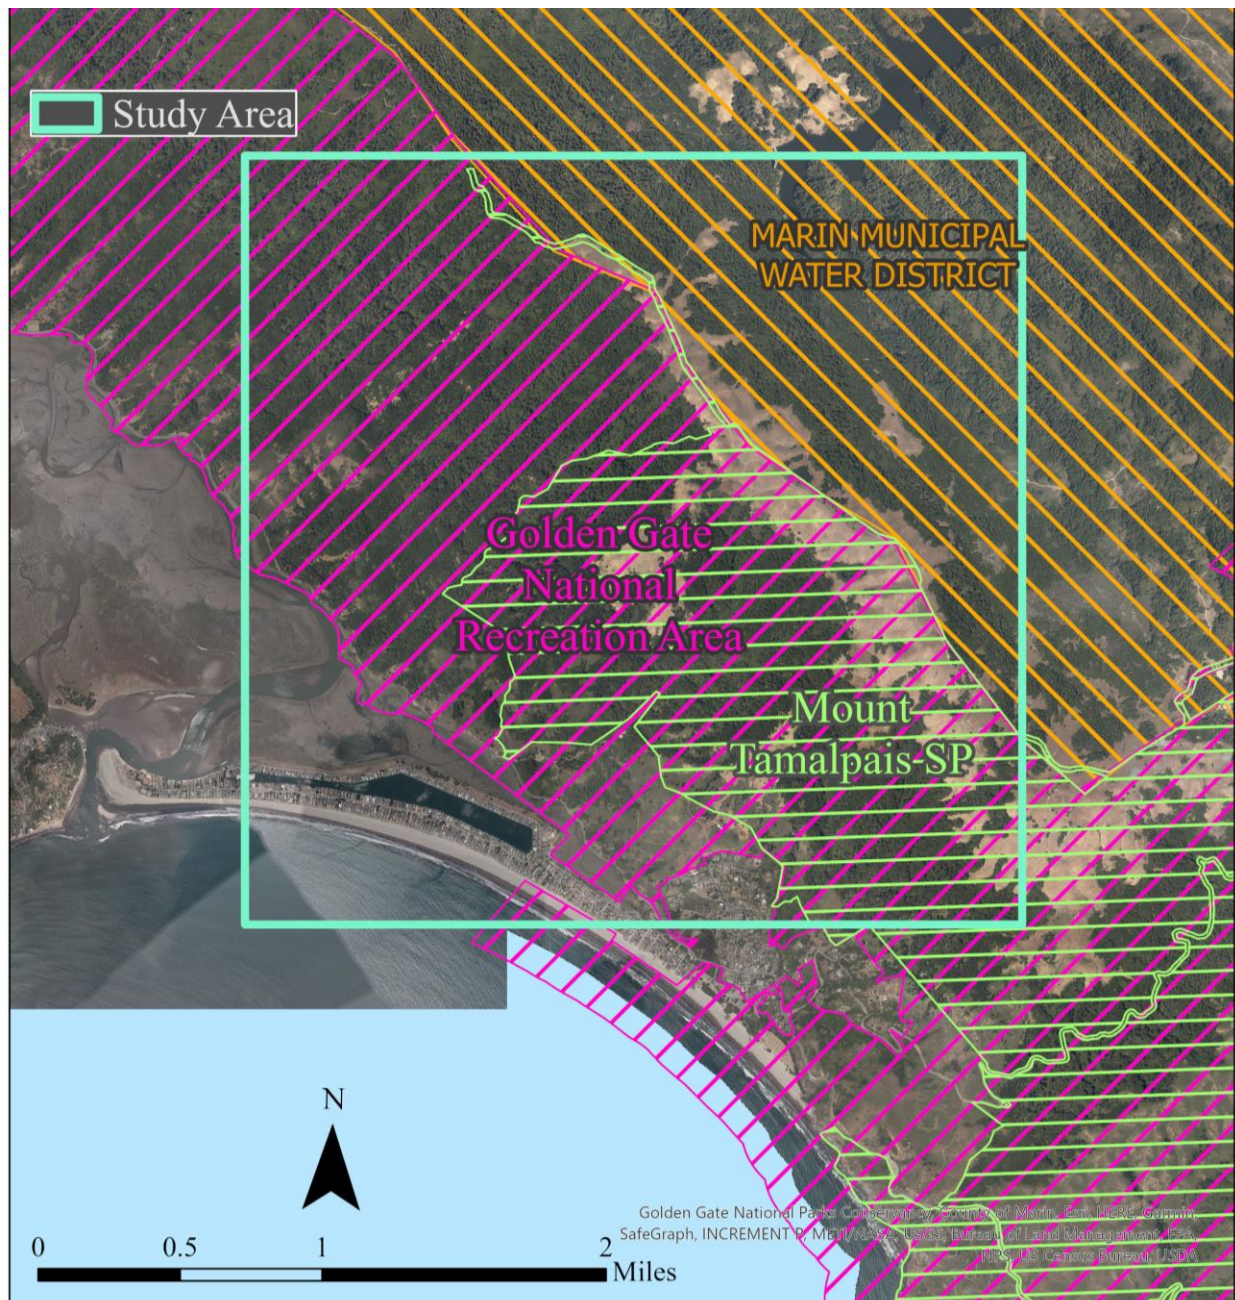 Study Area
MARIN MUNICIPAL
WATER DISTRICT
Golden Gate
National
Recreation Area
Mount
Tamalpais SP
N
0 0.5 1 2
Miles
Golden Gate National Parks Conservancy, County of Marin, Esri, HERE, Garmin,
SafeGraph, INCREMENT P, METI/NASA, USGS, Bureau of Land Management, EPA,
NPS, US Census Bureau, USDA